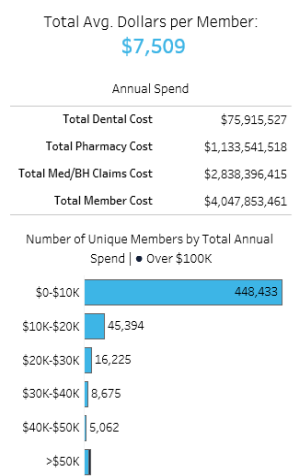 Total Avg. Dollars per Member:
$7,509
Annual Spend
Total Dental Cost $75,915,527
Total Pharmacy Cost $1,133,541,518
Total Med/BH Claims Cost $2,838,396,415
Total Member Cost $4,047,853,461
Number of Unique Members by Total Annual
Spend | ● Over $100K
$0-$10K 448,433
$10K-$20K 45,394
$20K-$30K 16,225
$30K-$40K 8,675
$40K-$50K 5,062
>$50K